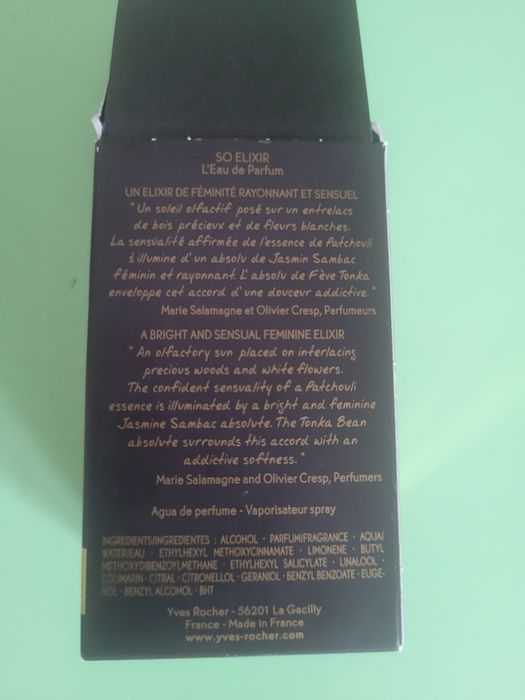 SO ELIXIR
L'Eau de Parfum
UN ELIXIR DE FÉMINITÉ RAYONNANT ET SENSUEL
"Un soleil olfactif posé sur un entrelacs
de bois précieux et de fleurs blanches.
La sensualité affirmée de l'essence de Patchouli
s'illumine d'un absolu de Jasmin Sambac
féminin et rayonnant. L'absolu de Fève Tonka
enveloppe cet accord d'une douceur addictive."
Marie Salamagne et Olivier Cresp, Parfumeurs
A BRIGHT AND SENSUAL FEMININE ELIXIR
"An olfactory sun placed on interlacing
precious woods and white flowers.
The confident sensuality of a Patchouli
essence is illuminated by a bright and feminine
Jasmine Sambac absolute. The Tonka Bean
absolute surrounds this accord with an
addictive softness."
Marie Salamagne and Olivier Cresp, Perfumers
Agua de perfume - Vaporisateur spray
INGRÉDIENTS/INGREDIENTES : ALCOHOL · PARFUM/FRAGRANCE · AQUA/
WATER/EAU · ETHYLHEXYL METHOXYCINNAMATE · LIMONENE · BUTYL
METHOXYDIBENZOYLMETHANE · ETHYLHEXYL SALICYLATE · LINALOOL ·
COUMARIN · CITRAL · CITRONELLOL · GERANIOL · BENZYL BENZOATE · EUGE-
NOL · BENZYL ALCOHOL · BHT
Yves Rocher - 56201 La Gacilly
France - Made in France
www.yves-rocher.com